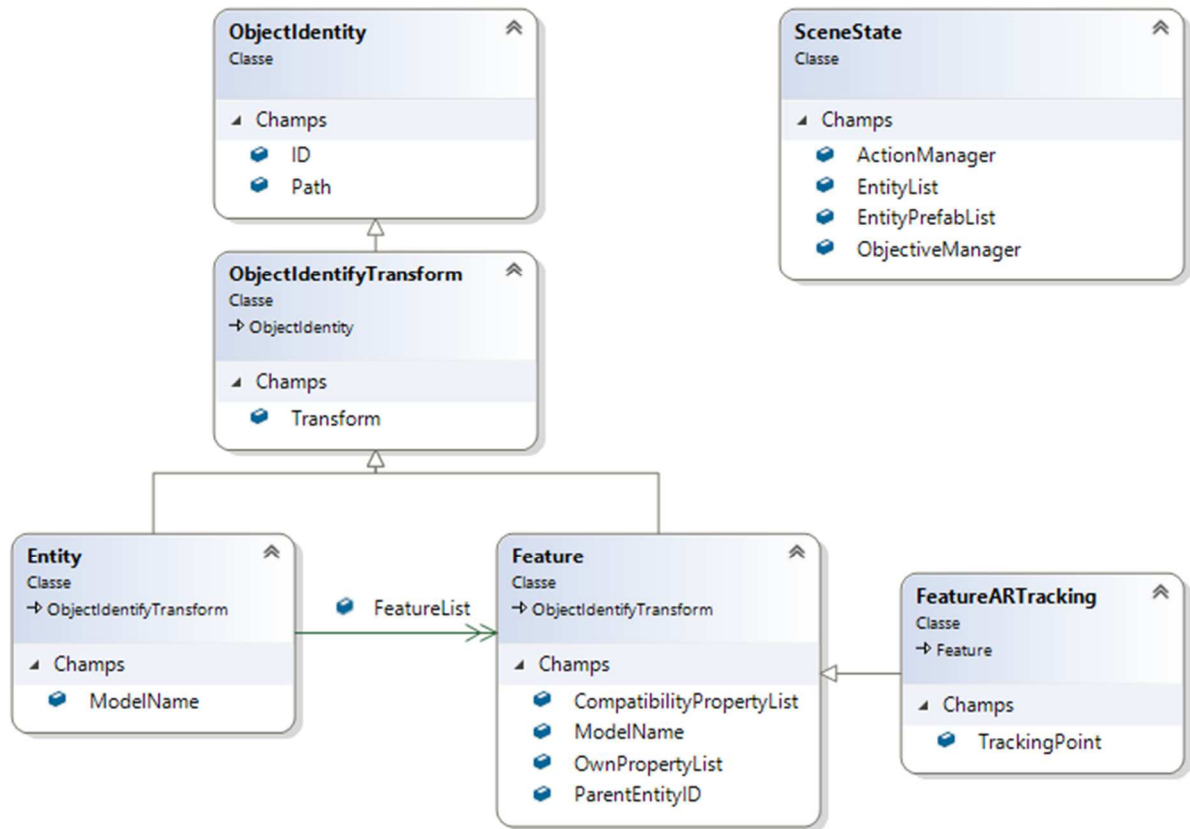 ObjectIdentity
Classe
Champs
ID
Path
SceneState
Classe
Champs
ActionManager
EntityList
EntityPrefabList
ObjectiveManager
ObjectIdentifyTransform
Classe
ObjectIdentity
Champs
Transform
Entity
Classe
ObjectIdentifyTransform
Champs
ModelName
FeatureList
Feature
Classe
ObjectIdentifyTransform
Champs
CompatibilityPropertyList
ModelName
OwnPropertyList
ParentEntityID
FeatureARTracking
Classe
Feature
Champs
TrackingPoint